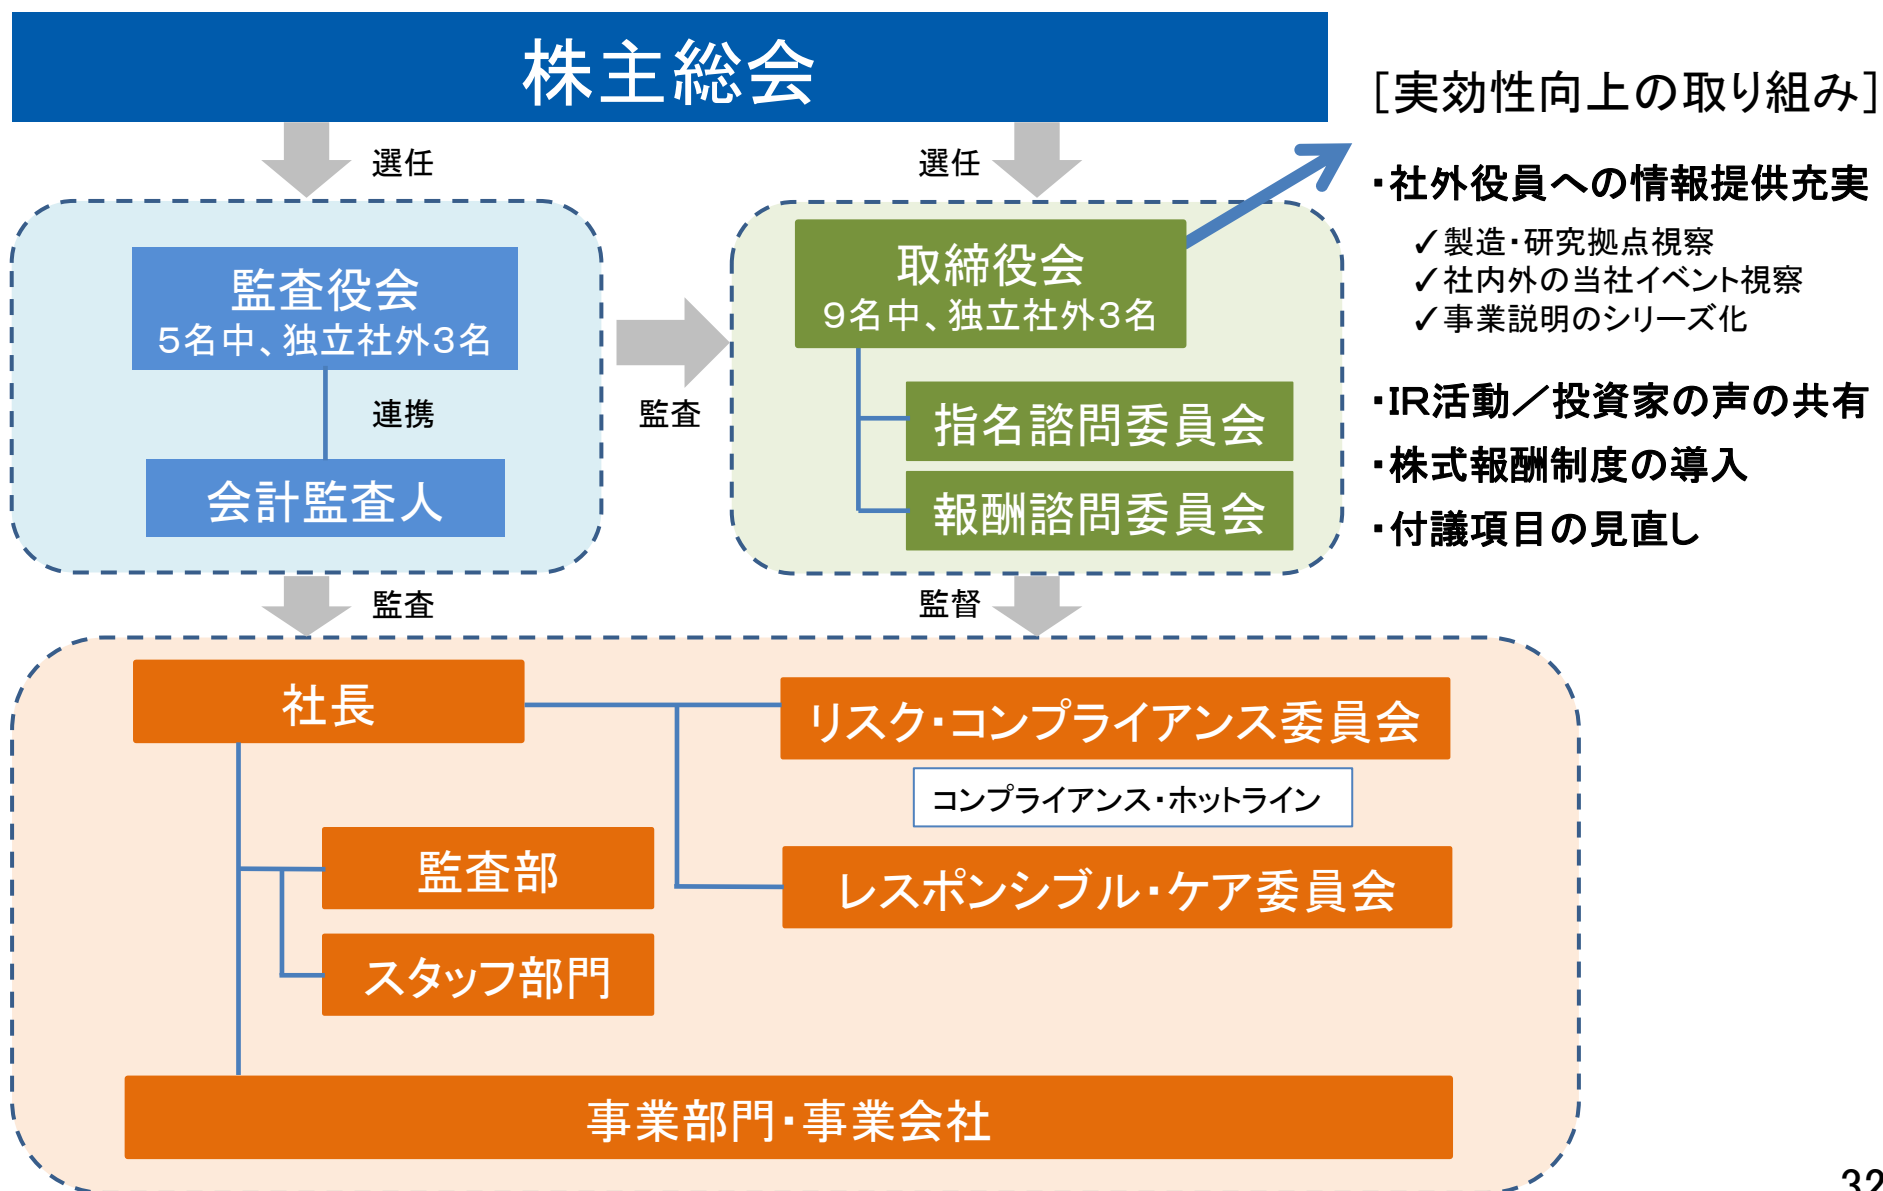 株主総会
選任
選任
監査役会
5名中、独立社外3名
連携
会計監査人
監査
取締役会
9名中、独立社外3名
指名諮問委員会
報酬諮問委員会
[実効性向上の取り組み]
・社外役員への情報提供充実
✓製造・研究拠点視察
✓社内外の当社イベント視察
✓事業説明のシリーズ化
・IR活動／投資家の声の共有
・株式報酬制度の導入
・付議項目の見直し
監査
監督
社長
リスク・コンプライアンス委員会
コンプライアンス・ホットライン
監査部
レスポンシブル・ケア委員会
スタッフ部門
事業部門・事業会社
32